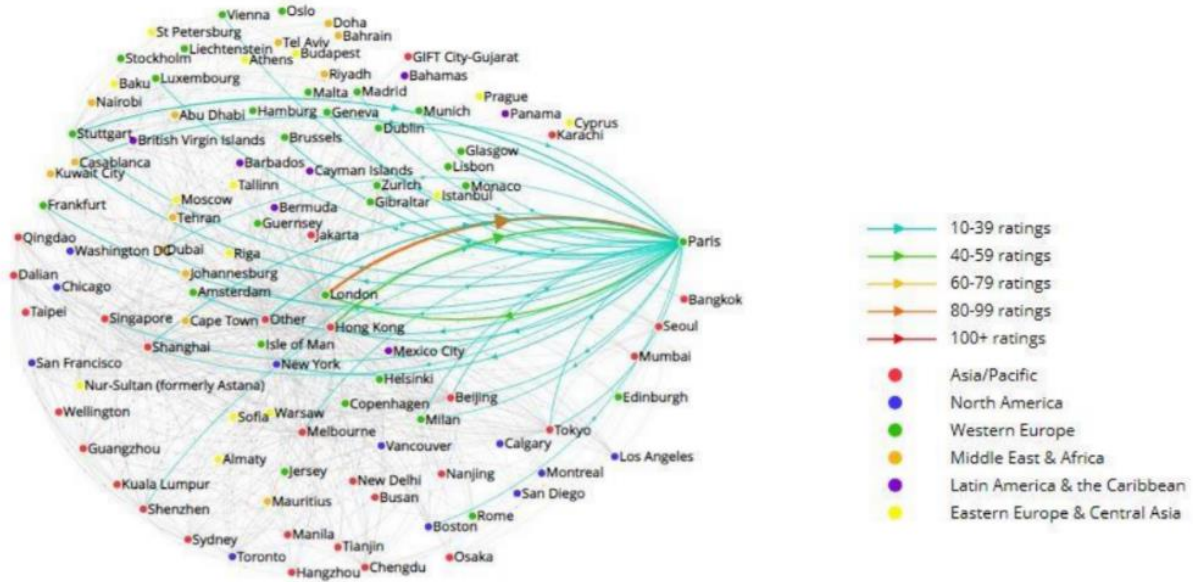 Vienna
Oslo
Doha
St Petersburg
Bahrain
Tel Aviv
Liechtenstein
Budapest
Stockholm
Athens
GIFT City-Gujarat
Baku
Luxembourg
Riyadh
Bahamas
Malta
Madrid
Prague
Nairobi
Abu Dhabi
Hamburg
Geneva
Munich
Panama
Cyprus
Stuttgart
British Virgin Islands
Brussels
Dublin
Karachi
Glasgow
Casablanca
Barbados
Cayman Islands
Lisbon
Kuwait City
Tallinn
Zurich
Monaco
Istanbul
Moscow
Bermuda
Gibraltar
Frankfurt
Tehran
Guernsey
Jakarta
Qingdao
Washington DC
Dubai
Riga
Paris
Dalian
Chicago
Johannesburg
Amsterdam
London
Bangkok
Taipei
Singapore
Cape Town
Other
Hong Kong
Seoul
Shanghai
Isle of Man
Mexico City
Mumbai
San Francisco
New York
Nur-Sultan (formerly Astana)
Helsinki
Wellington
Sofia
Warsaw
Copenhagen
Beijing
Edinburgh
Milan
Melbourne
Tokyo
Guangzhou
Vancouver
Calgary
Los Angeles
Almaty
Jersey
Nanjing
Montreal
Kuala Lumpur
New Delhi
Busan
San Diego
Shenzhen
Mauritius
Rome
Boston
Sydney
Manila
Tianjin
Toronto
Osaka
Hangzhou
Chengdu
10-39 ratings
40-59 ratings
60-79 ratings
80-99 ratings
100+ ratings
Asia/Pacific
North America
Western Europe
Middle East & Africa
Latin America & the Caribbean
Eastern Europe & Central Asia